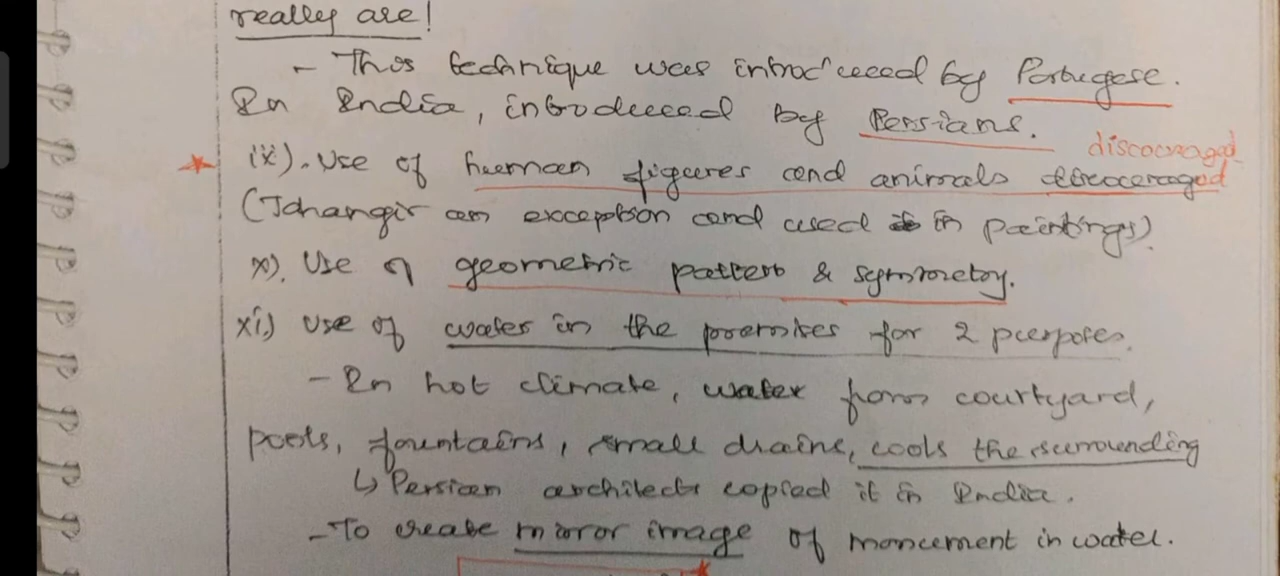 really are!
- This technique was introduced by Portugese.
In India, introduced by Persians.
discouraged
ix). Use of human figures and animals discouraged
(Jahangir an exception and used in paintings).
x). Use of geometric pattern & symmetry.
xi) Use of water in the premises for 2 purposes.
- In hot climate, water from courtyard,
pools, fountains, small drains, cools the surrounding
↳ Persian architects copied it in India.
- To create mirror image of monument in water.